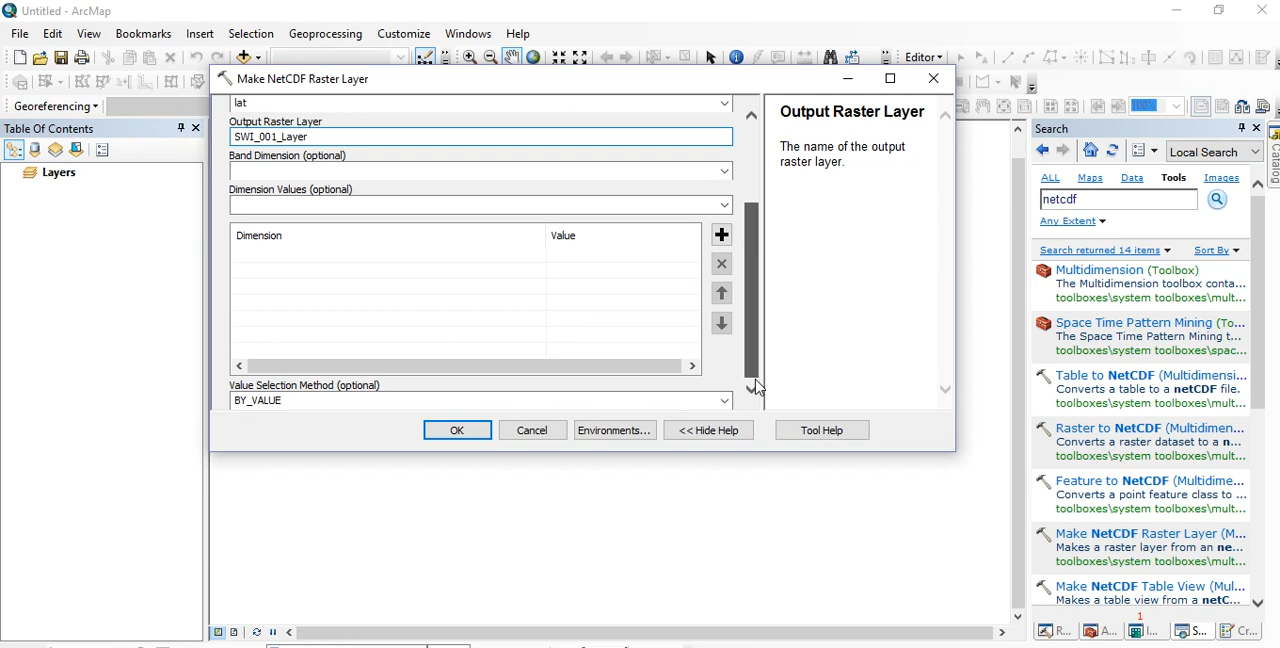 Untitled - ArcMap
File Edit View Bookmarks Insert Selection Geoprocessing Customize Windows Help
Editor
Georeferencing
100%
Table Of Contents
Layers
Make NetCDF Raster Layer
lat
Output Raster Layer
SWI_001_Layer
Band Dimension (optional)
Dimension Values (optional)
Dimension Value
Value Selection Method (optional)
BY_VALUE
OK Cancel Environments... << Hide Help Tool Help
Output Raster Layer
The name of the output
raster layer.
Search
Local Search
ALL Maps Data Tools Images
netcdf
Any Extent
Search returned 14 items Sort By
Multidimension (Toolbox)
The Multidimension toolbox conta...
toolboxes\system toolboxes\mult...
Space Time Pattern Mining (To...
The Space Time Pattern Mining t...
toolboxes\system toolboxes\spac...
Table to NetCDF (Multidimensi...
Converts a table to a netCDF file.
toolboxes\system toolboxes\mult...
Raster to NetCDF (Multidimen...
Converts a raster dataset to a n...
toolboxes\system toolboxes\mult...
Feature to NetCDF (Multidime...
Converts a point feature class to ...
toolboxes\system toolboxes\mult...
Make NetCDF Raster Layer (M...
Makes a raster layer from an ne...
toolboxes\system toolboxes\mult...
Make NetCDF Table View (Mul...
Makes a table view from a netC...
1
R... A... I... S... Cr...
Catalog